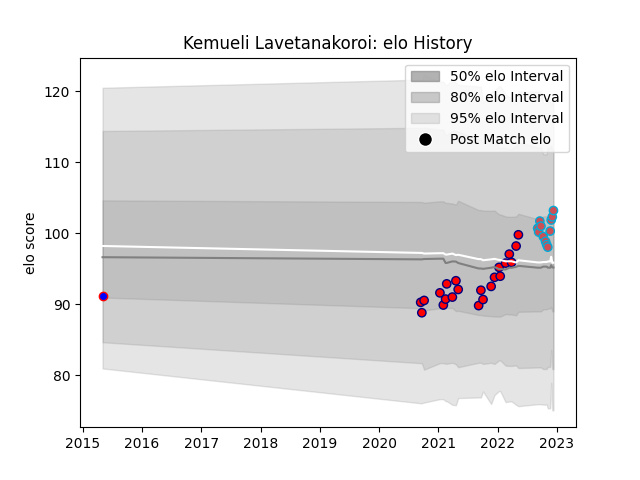 Kemueli Lavetanakoroi: elo History
50% elo Interval
80% elo Interval
95% elo Interval
Post Match elo
elo score
120
110
100
90
80
2015 2016 2017 2018 2019 2020 2021 2022 2023